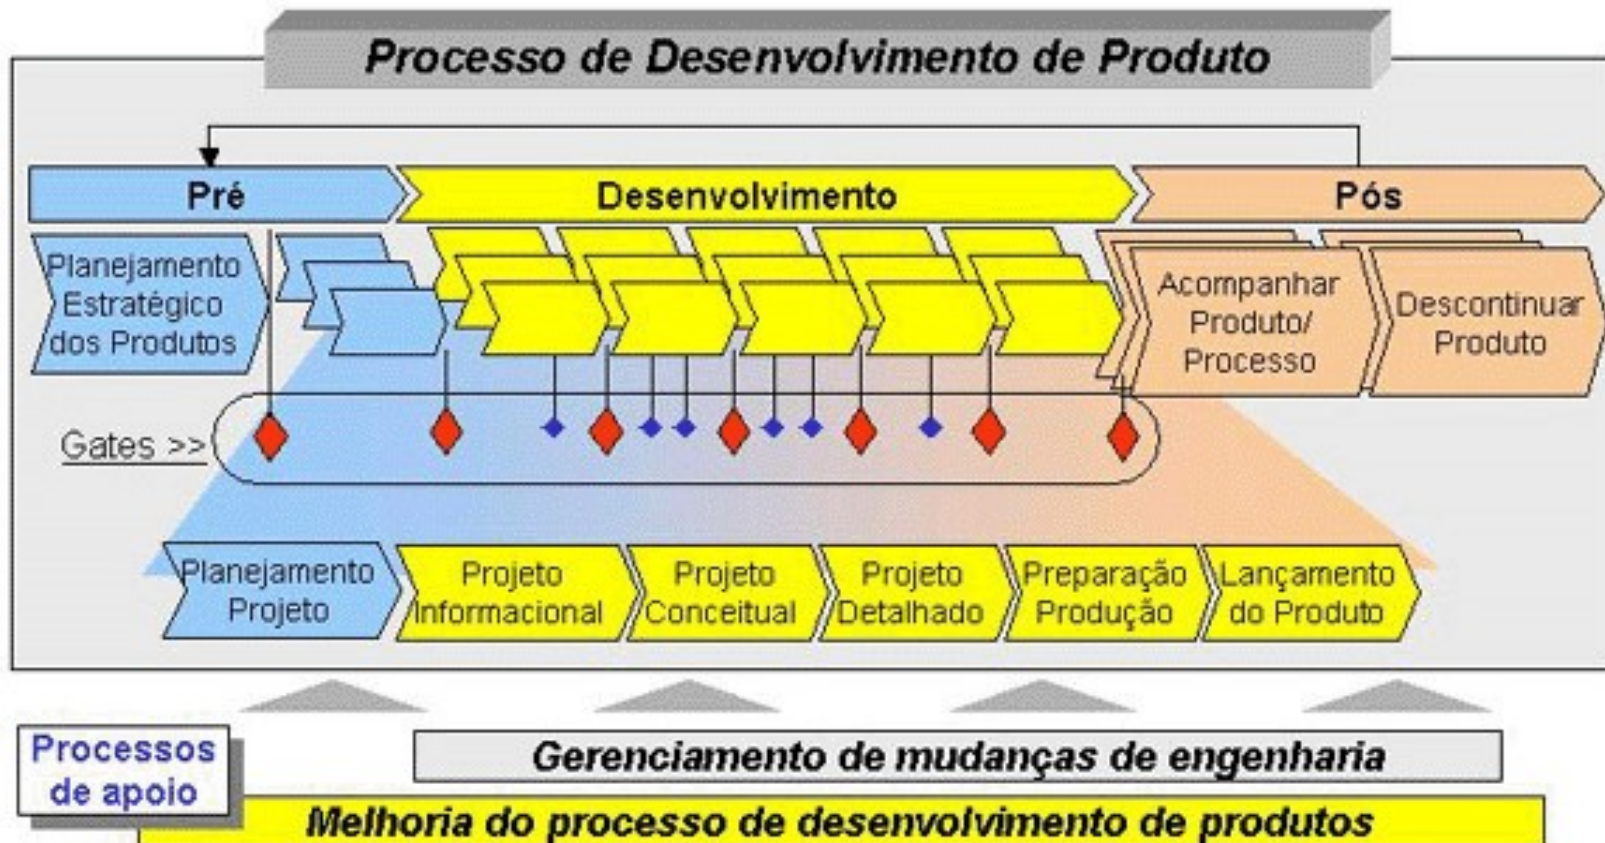 Processo de Desenvolvimento de Produto
Pré
Desenvolvimento
Pós
Planejamento
Estratégico
dos Produtos
Acompanhar
Produto/
Processo
Descontinuar
Produto
Gates >>
Planejamento
Projeto
Projeto
Informacional
Projeto
Conceitual
Projeto
Detalhado
Preparação
Produção
Lançamento
do Produto
Processos
de apoio
Gerenciamento de mudanças de engenharia
Melhoria do processo de desenvolvimento de produtos